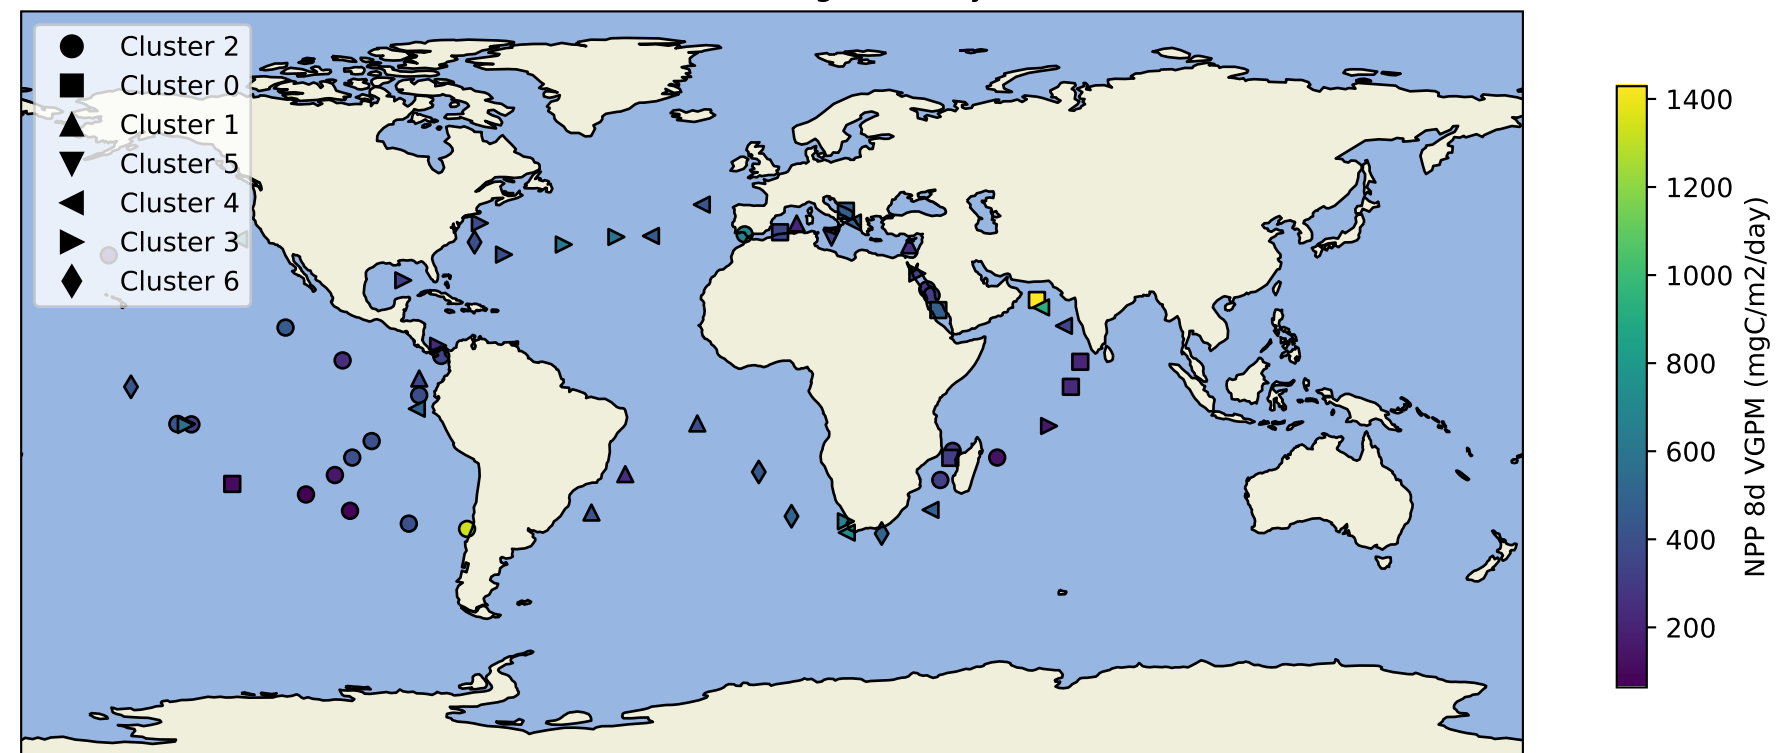 Cluster 2
Cluster 0
Cluster 1
Cluster 5
Cluster 4
Cluster 3
Cluster 6
1400
1200
1000
800
600
400
200
NPP 8d VGPM (mgC/m2/day)